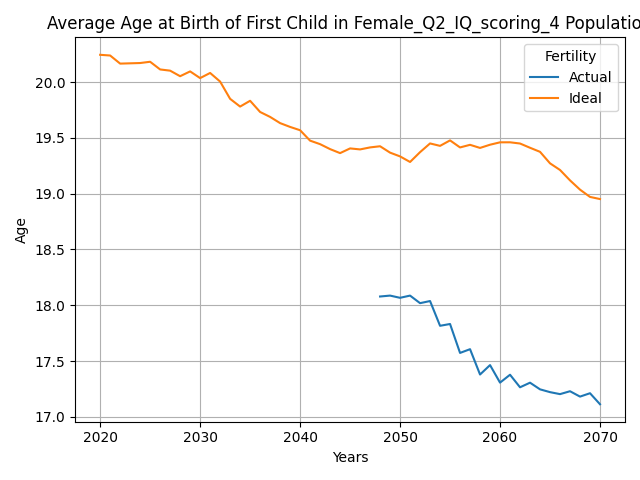 Average Age at Birth of First Child in Female_Q2_IQ_scoring_4 Populatio
Fertility
Actual
Ideal
Age
20.0
19.5
19.0
18.5
18.0
17.5
17.0
2020 2030 2040 2050 2060 2070
Years